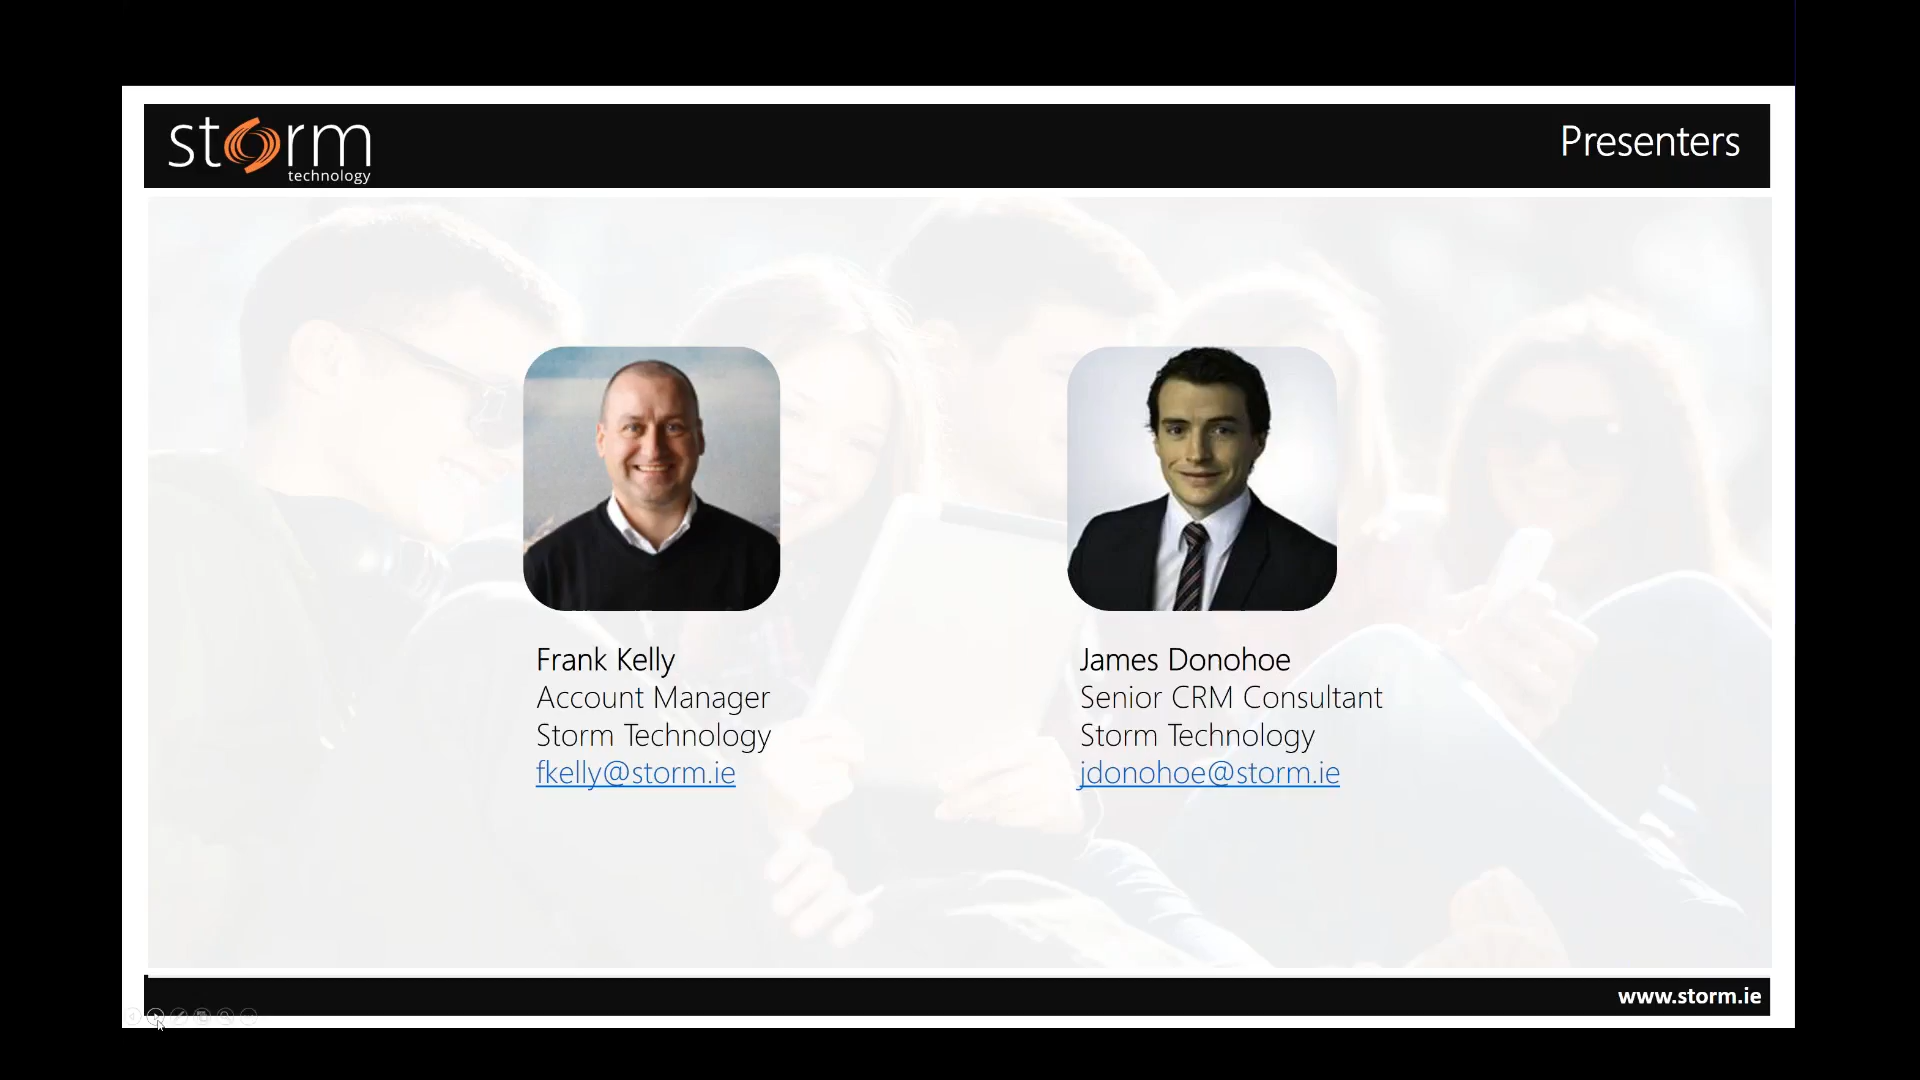 storm
technology
Presenters
Frank Kelly
Account Manager
Storm Technology
fkelly@storm.ie
James Donohoe
Senior CRM Consultant
Storm Technology
jdonohoe@storm.ie
www.storm.ie